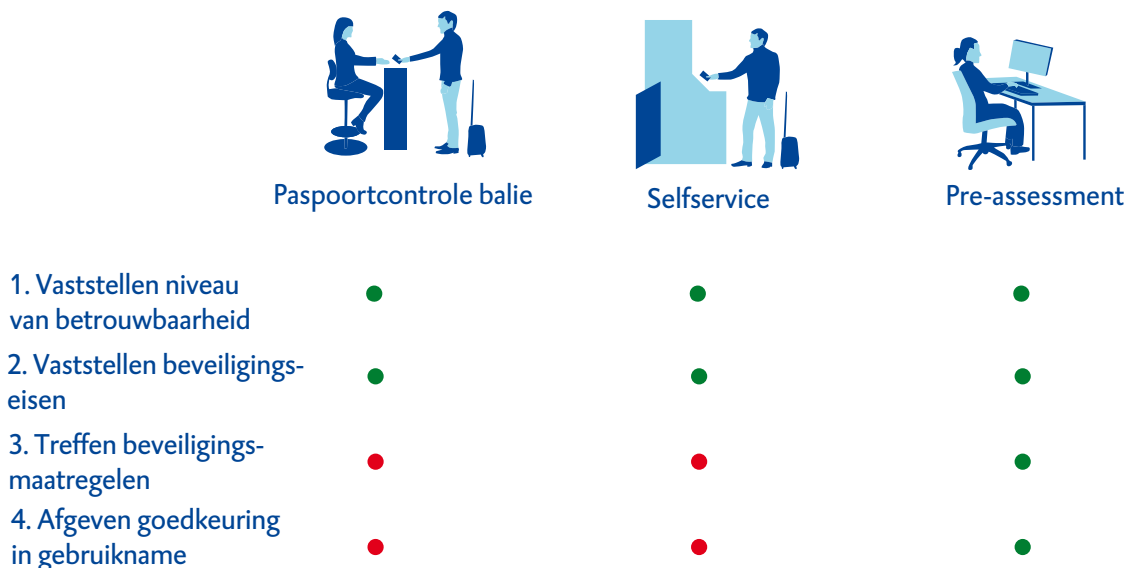 Paspoortcontrole balie
Selfservice
Pre-assessment
1. Vaststellen niveau
van betrouwbaarheid
2. Vaststellen beveiligings-
eisen
3. Treffen beveiligings-
maatregelen
4. Afgeven goedkeuring
in gebruikname